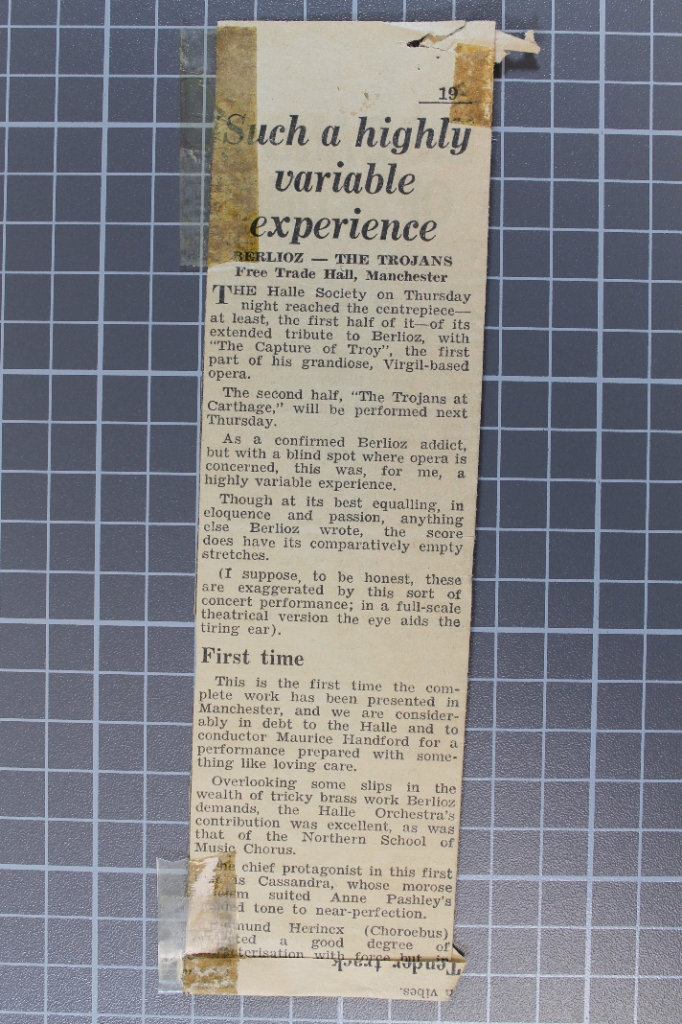 19
Such a highly
variable
experience
BERLIOZ — THE TROJANS
Free Trade Hall, Manchester
THE Halle Society on Thursday
night reached the centrepiece—
at least, the first half of it—of its
extended tribute to Berlioz, with
"The Capture of Troy", the first
part of his grandiose, Virgil-based
opera.
The second half, "The Trojans at
Carthage," will be performed next
Thursday.
As a confirmed Berlioz addict,
but with a blind spot where opera is
concerned, this was, for me, a
highly variable experience.
Though at its best equalling, in
eloquence and passion, anything
else Berlioz wrote, the score
does have its comparatively empty
stretches.
(I suppose, to be honest, these
are exaggerated by this sort of
concert performance; in a full-scale
theatrical version the eye aids the
tiring ear).
First time
This is the first time the com-
plete work has been presented in
Manchester, and we are consider-
ably in debt to the Halle and to
conductor Maurice Handford for a
performance prepared with some-
thing like loving care.
Overlooking some slips in the
wealth of tricky brass work Berlioz
demands, the Halle Orchestra's
contribution was excellent, as was
that of the Northern School of
Music Chorus.
chief protagonist in this first
is Cassandra, whose morose
suited Anne Pashley's
tone to near-perfection.
Herincx (Choroebus)
a good degree of
with force but
Tender track
vibes.